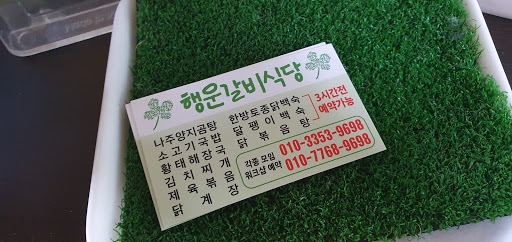 행운갈비식당
나주양지곰탕
소고기국밥
황태해장국
김치찌개
제육볶음
닭계장
한방토종닭백숙
달팽이백숙
닭볶음탕
3시간전
예약가능
각종 모임
워크샵 예약
010-3353-9698
010-7768-9698